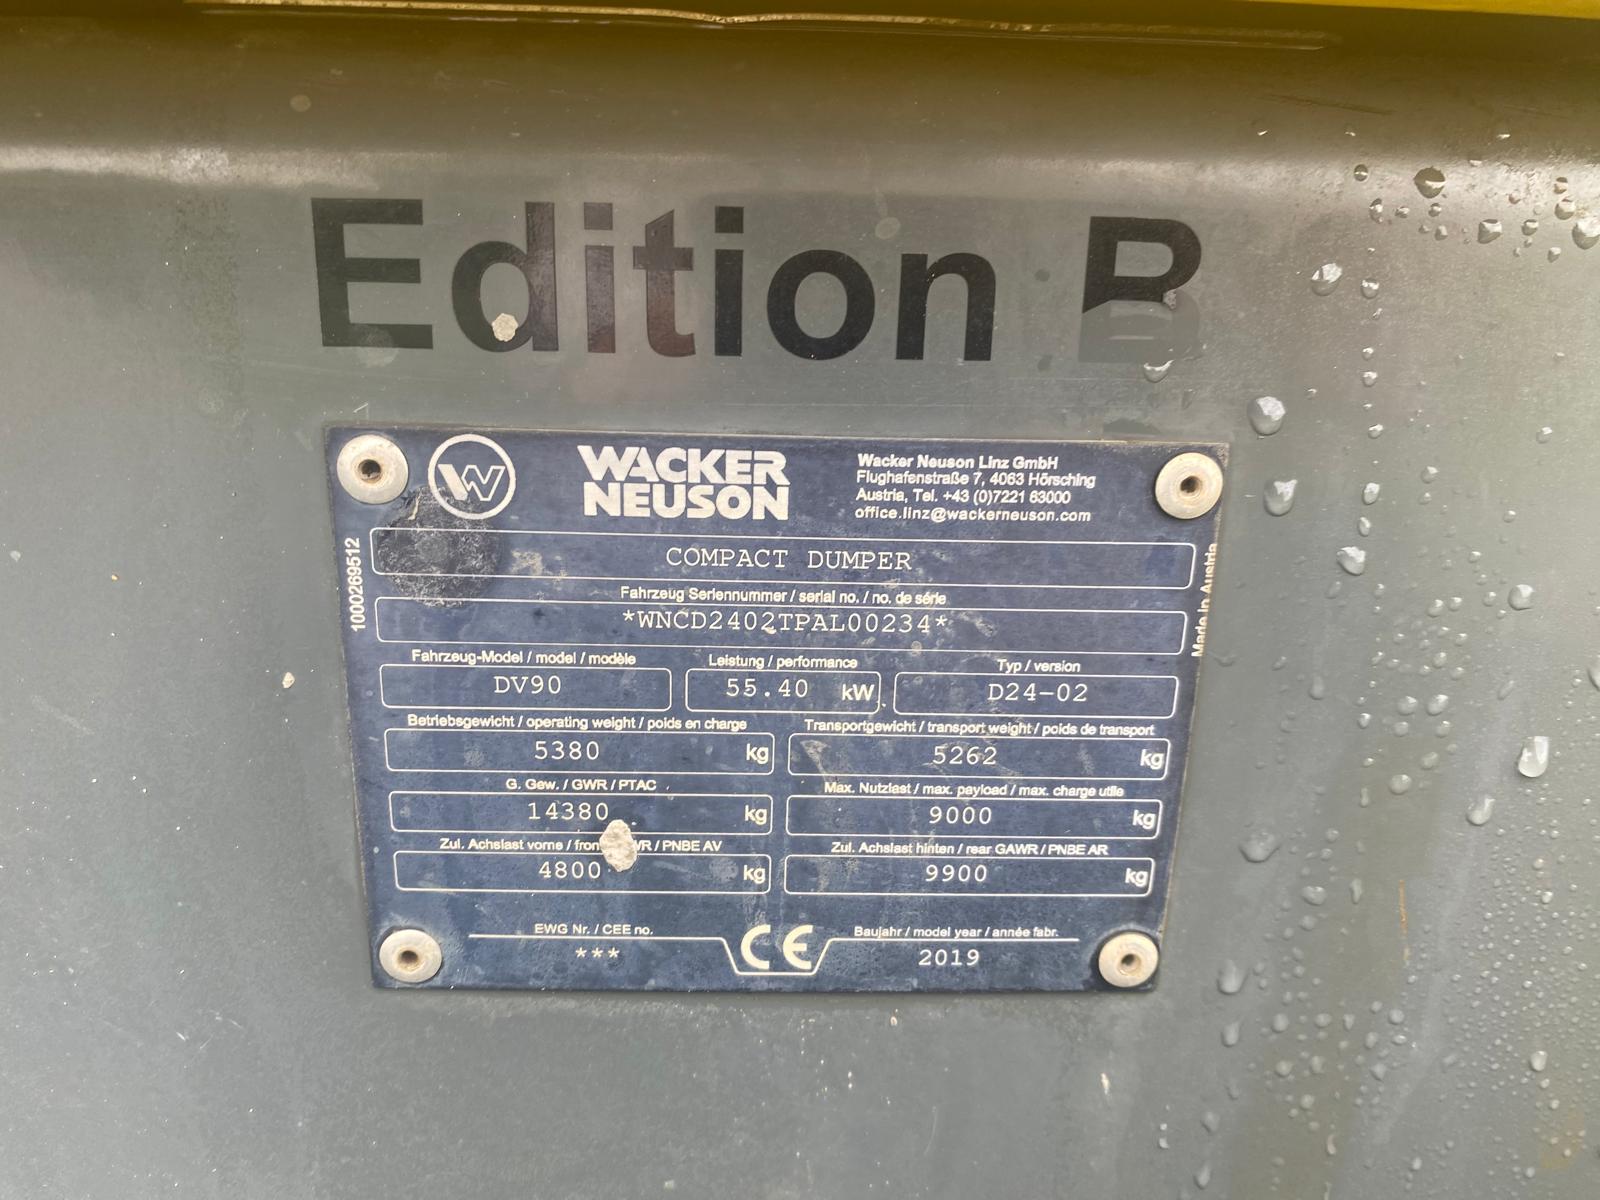 Edition B
W
WACKER
NEUSON
Wacker Neuson Linz GmbH
Flughafenstraße 7, 4063 Hörsching
Austria, Tel. +43 (0)7221 63000
office.linz@wackerneuson.com
1000269512
COMPACT DUMPER
Made in Austria
Fahrzeug Seriennummer / serial no. / no. de série
*WNCD2402TPAL00234*
Fahrzeug-Model / model / modèle
DV90
Leistung / performance
55.40 kW
Typ / version
D24-02
Betriebsgewicht / operating weight / poids en charge
5380 kg
Transportgewicht / transport weight / poids de transport
5262 kg
G. Gew. / GWR / PTAC
14380 kg
Max. Nutzlast / max. payload / max. charge utile
9000 kg
Zul. Achslast vorne / / PNBE AV
4800 kg
Zul. Achslast hinten / rear GAWR / PNBE AR
9900 kg
EWG Nr. / CEE no.
***
CE
Baujahr / model year / année fabr.
2019